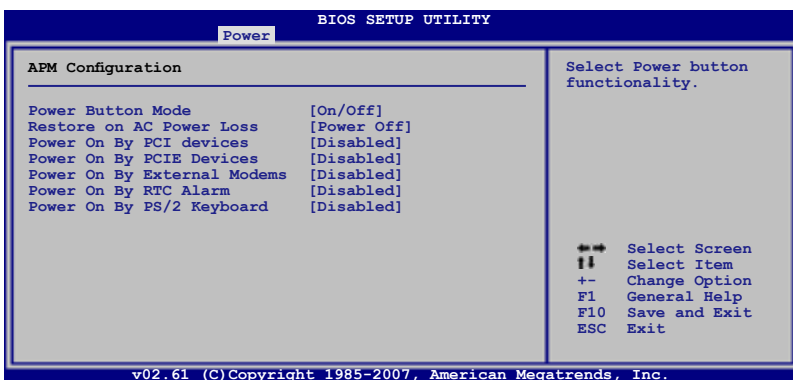 BIOS SETUP UTILITY
Power
APM Configuration
Power Button Mode [On/Off]
Restore on AC Power Loss [Power Off]
Power On By PCI devices [Disabled]
Power On By PCIE Devices [Disabled]
Power On By External Modems [Disabled]
Power On By RTC Alarm [Disabled]
Power On By PS/2 Keyboard [Disabled]
Select Power button
functionality.
Select Screen
Select Item
+- Change Option
F1 General Help
F10 Save and Exit
ESC Exit
v02.61 (C)Copyright 1985-2007, American Megatrends, Inc.